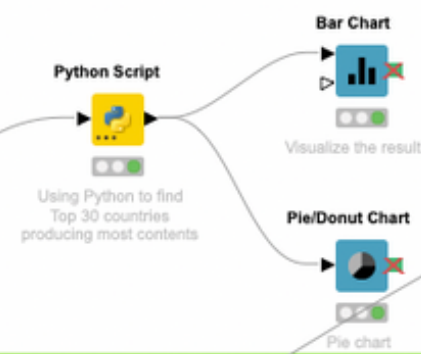 Bar Chart
Python Script
Visualize the result
Using Python to find
Top 30 countries
producing most contents
Pie/Donut Chart
Pie chart